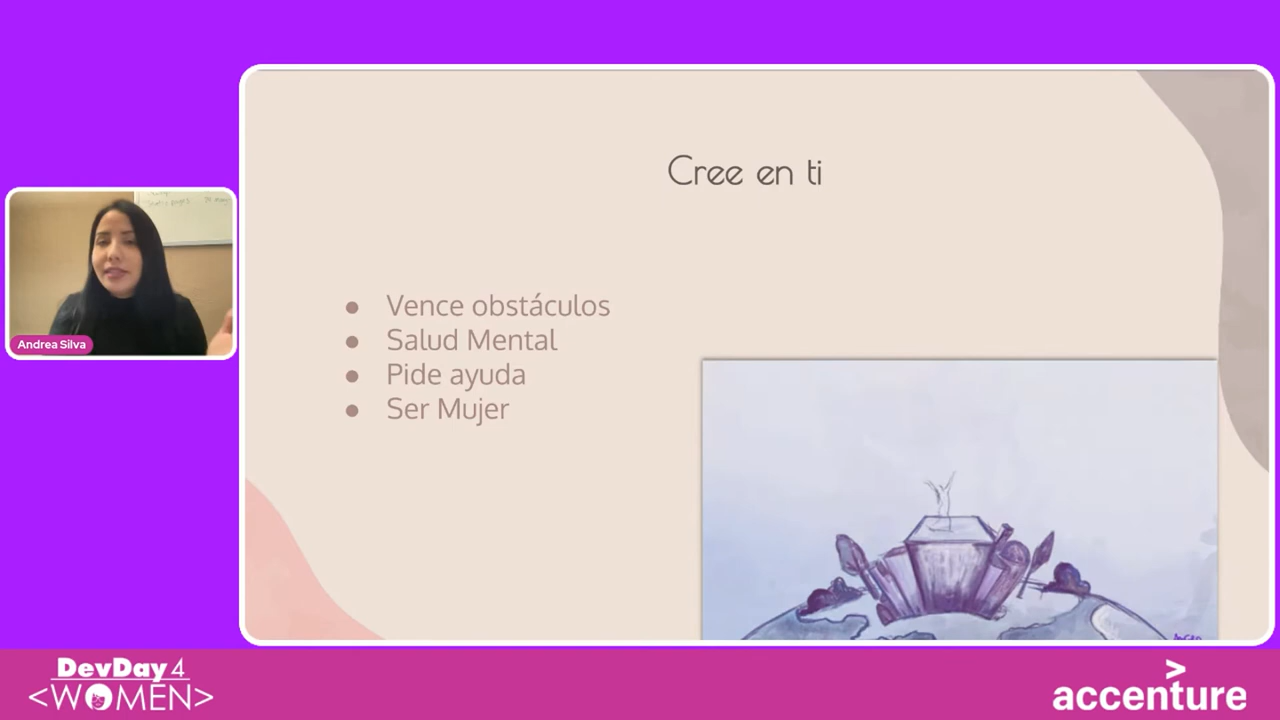 Cree en ti
Vence obstáculos
Salud Mental
Pide ayuda
Ser Mujer
Andrea Silva
DevDay 4
<WOMEN>
accenture